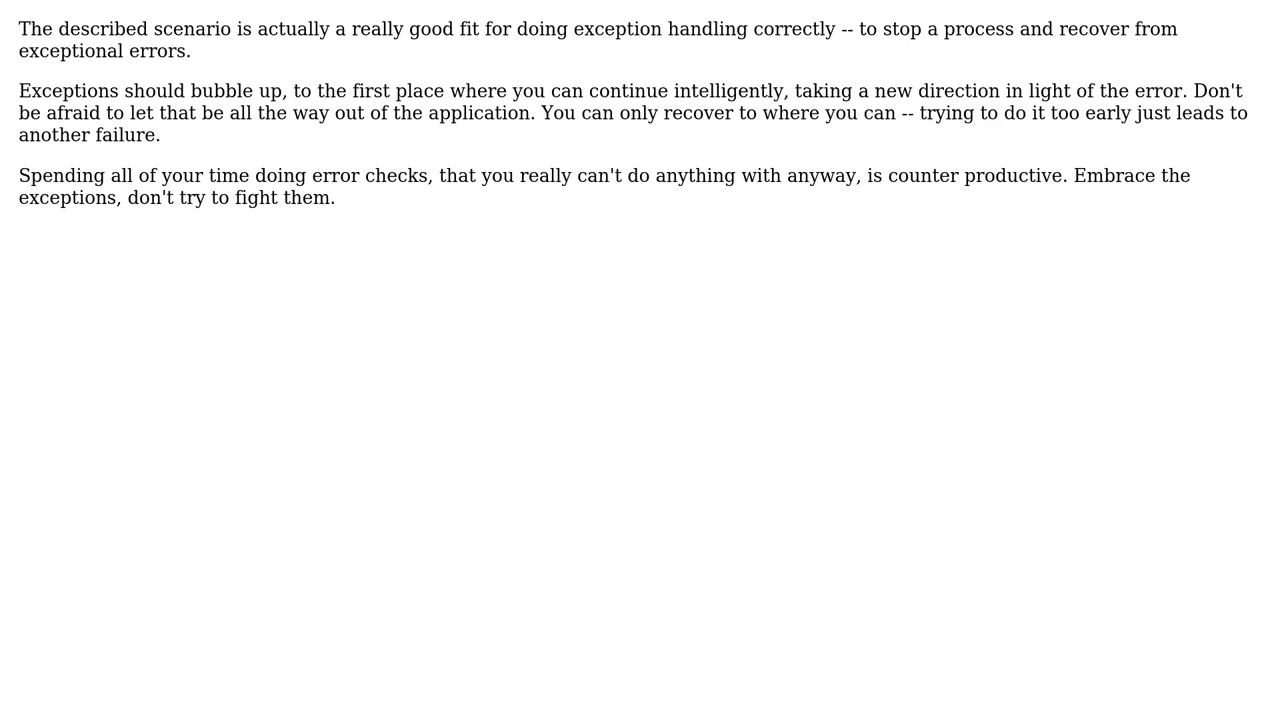 The described scenario is actually a really good fit for doing exception handling correctly -- to stop a process and recover from
exceptional errors.
Exceptions should bubble up, to the first place where you can continue intelligently, taking a new direction in light of the error. Don't
be afraid to let that be all the way out of the application. You can only recover to where you can -- trying to do it too early just leads to
another failure.
Spending all of your time doing error checks, that you really can't do anything with anyway, is counter productive. Embrace the
exceptions, don't try to fight them.